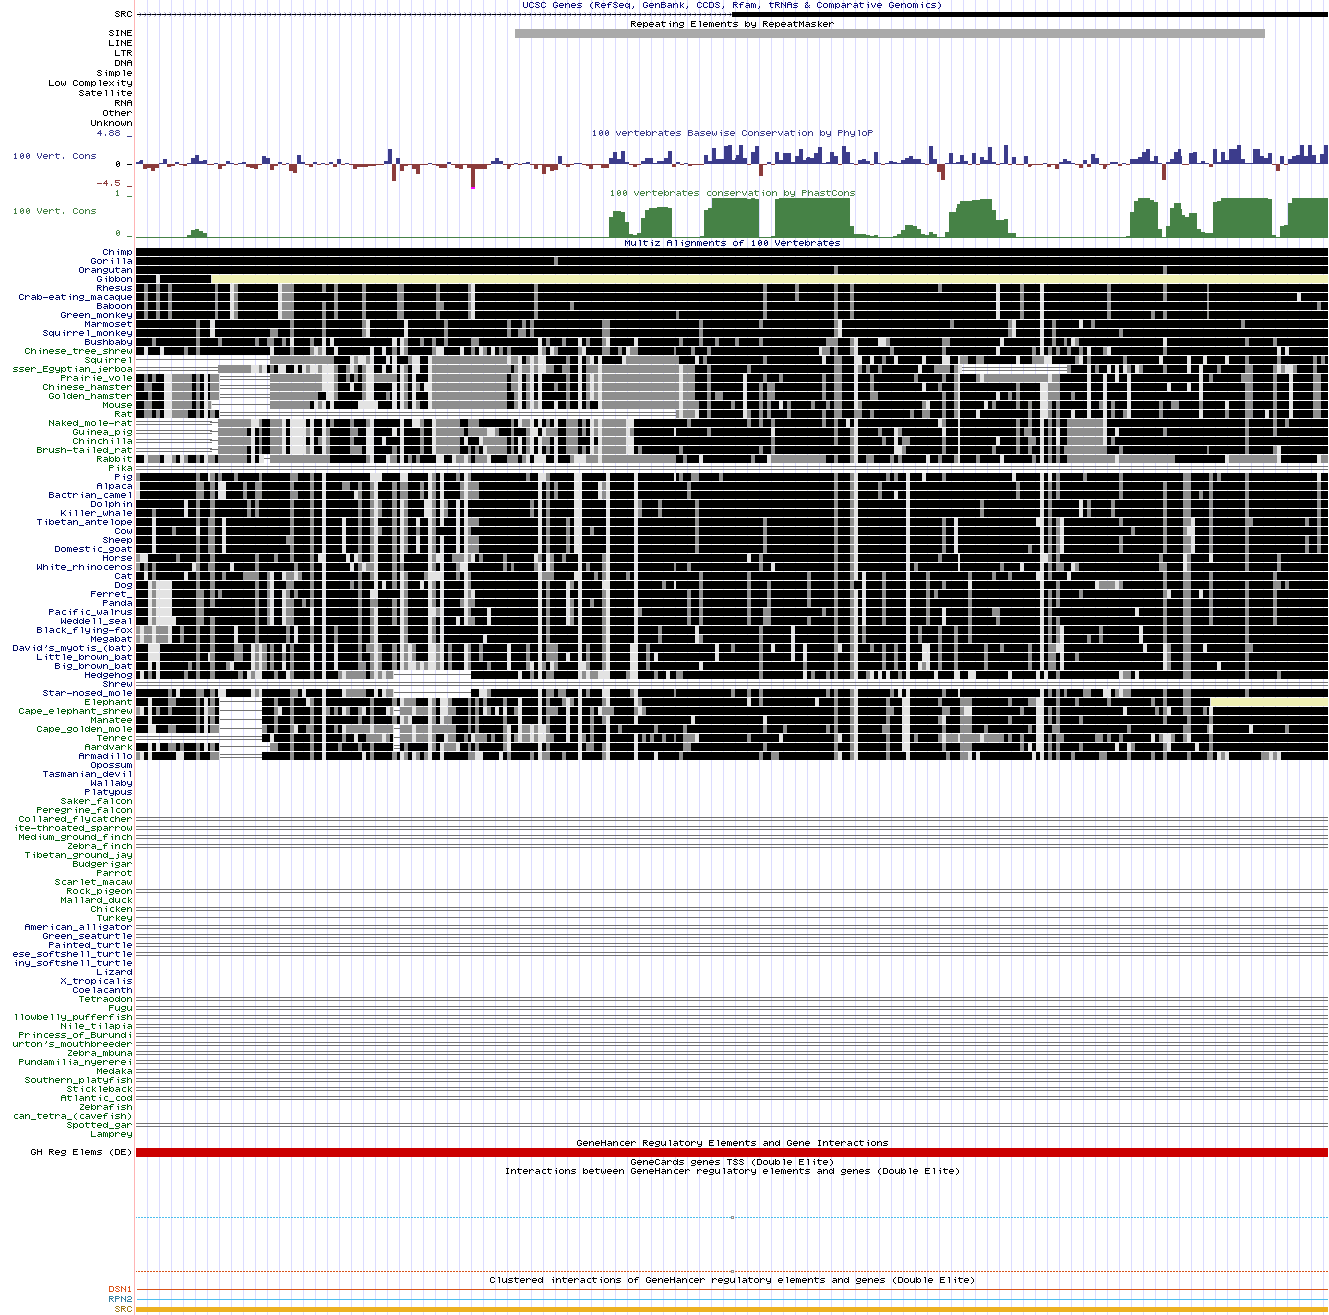 UCSC Genes (RefSeq, GenBank, CCDS, Rfam, tRNAs & Comparative Genomics)
SRC
Repeating Elements by RepeatMasker
SINE
LINE
LTR
DNA
Simple
Low Complexity
Satellite
RNA
Other
Unknown
4.88 _
100 vertebrates Basewise Conservation by PhyloP
100 Vert. Cons
0 _
-4.5 _
1 _
100 vertebrates conservation by PhastCons
100 Vert. Cons
0 _
Multiz Alignments of 100 Vertebrates
Chimp
Gorilla
Orangutan
Gibbon
Rhesus
Crab-eating_macaque
Baboon
Green_monkey
Marmoset
Squirrel_monkey
Bushbaby
Chinese_tree_shrew
Squirrel
sser_Egyptian_jerboa
Prairie_vole
Chinese_hamster
Golden_hamster
Mouse
Rat
Naked_mole-rat
Guinea_pig
Chinchilla
Brush-tailed_rat
Rabbit
Pika
Pig
Alpaca
Bactrian_camel
Dolphin
Killer_whale
Tibetan_antelope
Cow
Sheep
Domestic_goat
Horse
White_rhinoceros
Cat
Dog
Ferret_
Panda
Pacific_walrus
Weddell_seal
Black_flying-fox
Megabat
David's_myotis_(bat)
Little_brown_bat
Big_brown_bat
Hedgehog
Shrew
Star-nosed_mole
Elephant
Cape_elephant_shrew
Manatee
Cape_golden_mole
Tenrec
Aardvark
Armadillo
Opossum
Tasmanian_devil
Wallaby
Platypus
Saker_falcon
Peregrine_falcon
Collared_flycatcher
ite-throated_sparrow
Medium_ground_finch
Zebra_finch
Tibetan_ground_jay
Budgerigar
Parrot
Scarlet_macaw
Rock_pigeon
Mallard_duck
Chicken
Turkey
American_alligator
Green_seaturtle
Painted_turtle
ese_softshell_turtle
iny_softshell_turtle
Lizard
X_tropicalis
Coelacanth
Tetraodon
Fugu
llowbelly_pufferfish
Nile_tilapia
Princess_of_Burundi
urton's_mouthbreeder
Zebra_mbuna
Pundamilia_nyererei
Medaka
Southern_platyfish
Stickleback
Atlantic_cod
Zebrafish
can_tetra_(cavefish)
Spotted_gar
Lamprey
GeneHancer Regulatory Elements and Gene Interactions
GH Reg Elems (DE)
GeneCards genes TSS (Double Elite)
Interactions between GeneHancer regulatory elements and genes (Double Elite)
Clustered interactions of GeneHancer regulatory elements and genes (Double Elite)
DSN1
RPN2
SRC